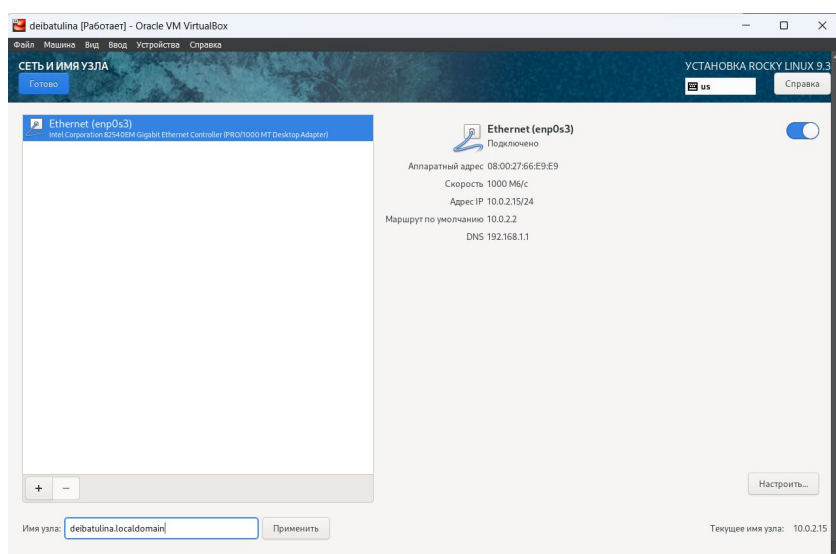 deibatulina [Работает] - Oracle VM VirtualBox
Файл Машина Вид Ввод Устройства Справка
СЕТЬ И ИМЯ УЗЛА
УСТАНОВКА ROCKY LINUX 9.3
Готово
us
Справка
Ethernet (enp0s3)
Intel Corporation 82540EM Gigabit Ethernet Controller (PRO/1000 MT Desktop Adapter)
Ethernet (enp0s3)
Подключено
Аппаратный адрес 08:00:27:66:E9:E9
Скорость 1000 Мб/с
Адрес IP 10.0.2.15/24
Маршрут по умолчанию 10.0.2.2
DNS 192.168.1.1
+ −
Настроить...
Имя узла: deibatulina.localdomain
Применить
Текущее имя узла: 10.0.2.15